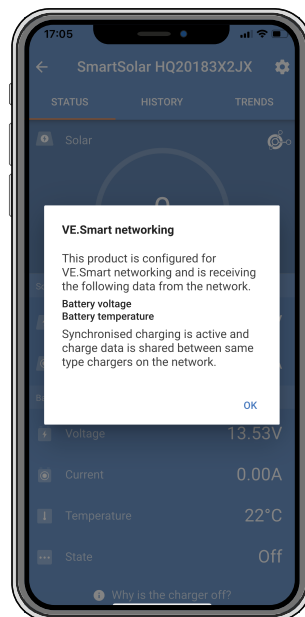 17:05
SmartSolar HQ20183X2JX
STATUS HISTORY TRENDS
Solar
VE.Smart networking
This product is configured for
VE.Smart networking and is receiving
the following data from the network.
Battery voltage
Battery temperature
Synchronised charging is active and
charge data is shared between same
type chargers on the network.
OK
Voltage 13.53V
Current 0.00A
Temperature 22°C
State Off
Why is the charger off?